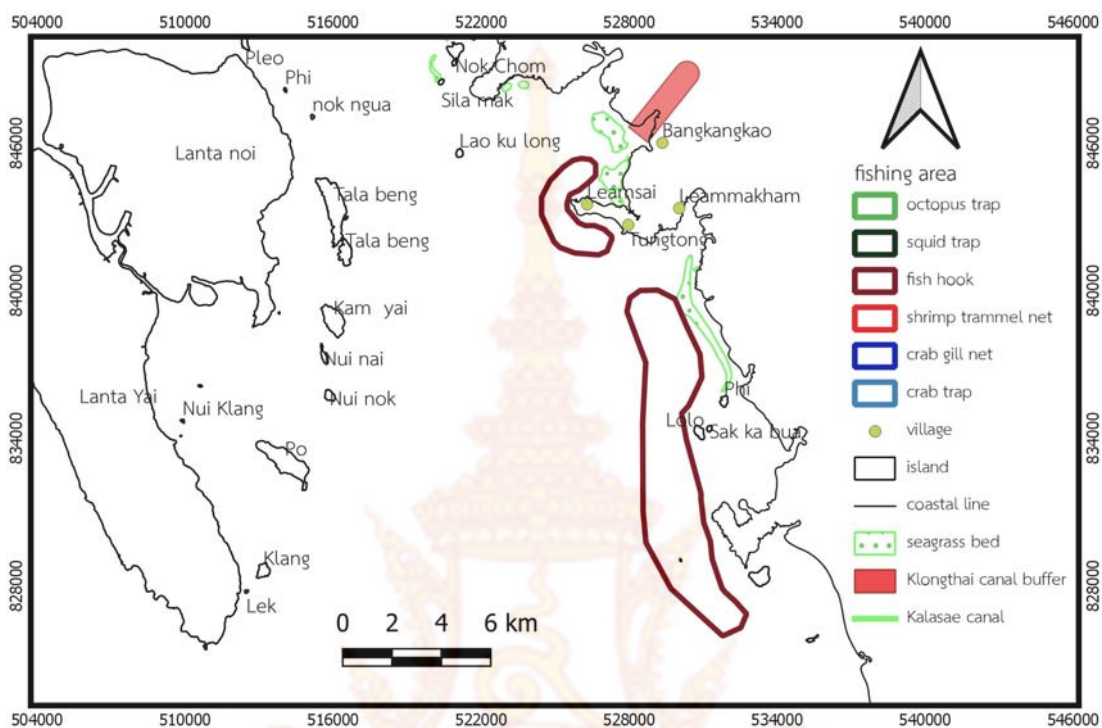 504000 510000 516000 522000 528000 534000 540000 546000
Pleo
Nok Chom
Phi
Sila mak
nok ngua
846000
846000
Bangkangkao
Lanta noi
Lao ku long
fishing area
Leamsai
Leammakham
Tala beng
octopus trap
Tungtong
Tala beng
squid trap
840000
840000
fish hook
Kam yai
shrimp trammel net
Nui nai
crab gill net
Lanta Yai
Nui nok
Phi
crab trap
Nui Klang
Lolo
Sak ka bua
village
834000
834000
Po
island
coastal line
seagrass bed
Klang
Klongthai canal buffer
828000
828000
Lek
Kalasae canal
0 2 4 6 km
504000 510000 516000 522000 528000 534000 540000 546000